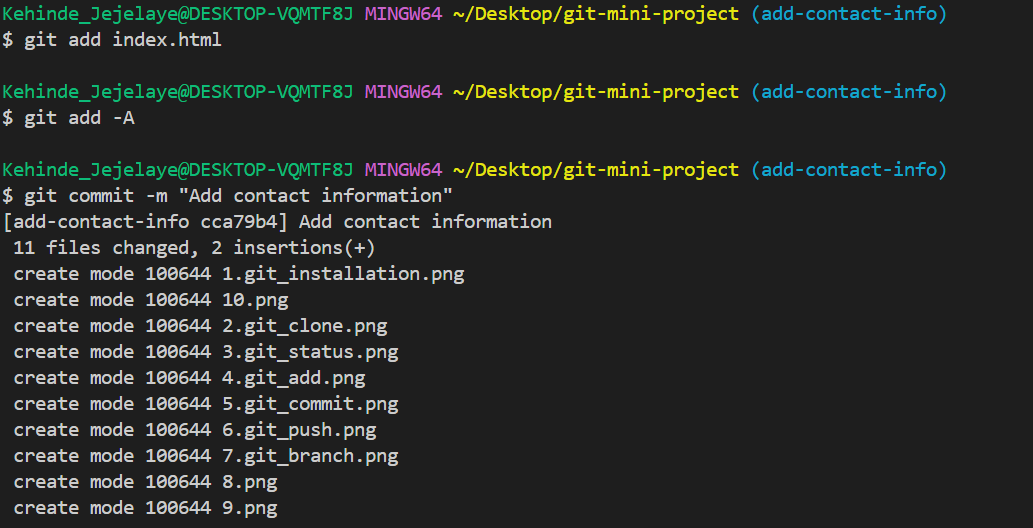 Kehinde_Jejelaye@DESKTOP-VQMTF8J MINGW64 ~/Desktop/git-mini-project (add-contact-info)
$ git add index.html
Kehinde_Jejelaye@DESKTOP-VQMTF8J MINGW64 ~/Desktop/git-mini-project (add-contact-info)
$ git add -A
Kehinde_Jejelaye@DESKTOP-VQMTF8J MINGW64 ~/Desktop/git-mini-project (add-contact-info)
$ git commit -m "Add contact information"
[add-contact-info cca79b4] Add contact information
 11 files changed, 2 insertions(+)
 create mode 100644 1.git_installation.png
 create mode 100644 10.png
 create mode 100644 2.git_clone.png
 create mode 100644 3.git_status.png
 create mode 100644 4.git_add.png
 create mode 100644 5.git_commit.png
 create mode 100644 6.git_push.png
 create mode 100644 7.git_branch.png
 create mode 100644 8.png
 create mode 100644 9.png